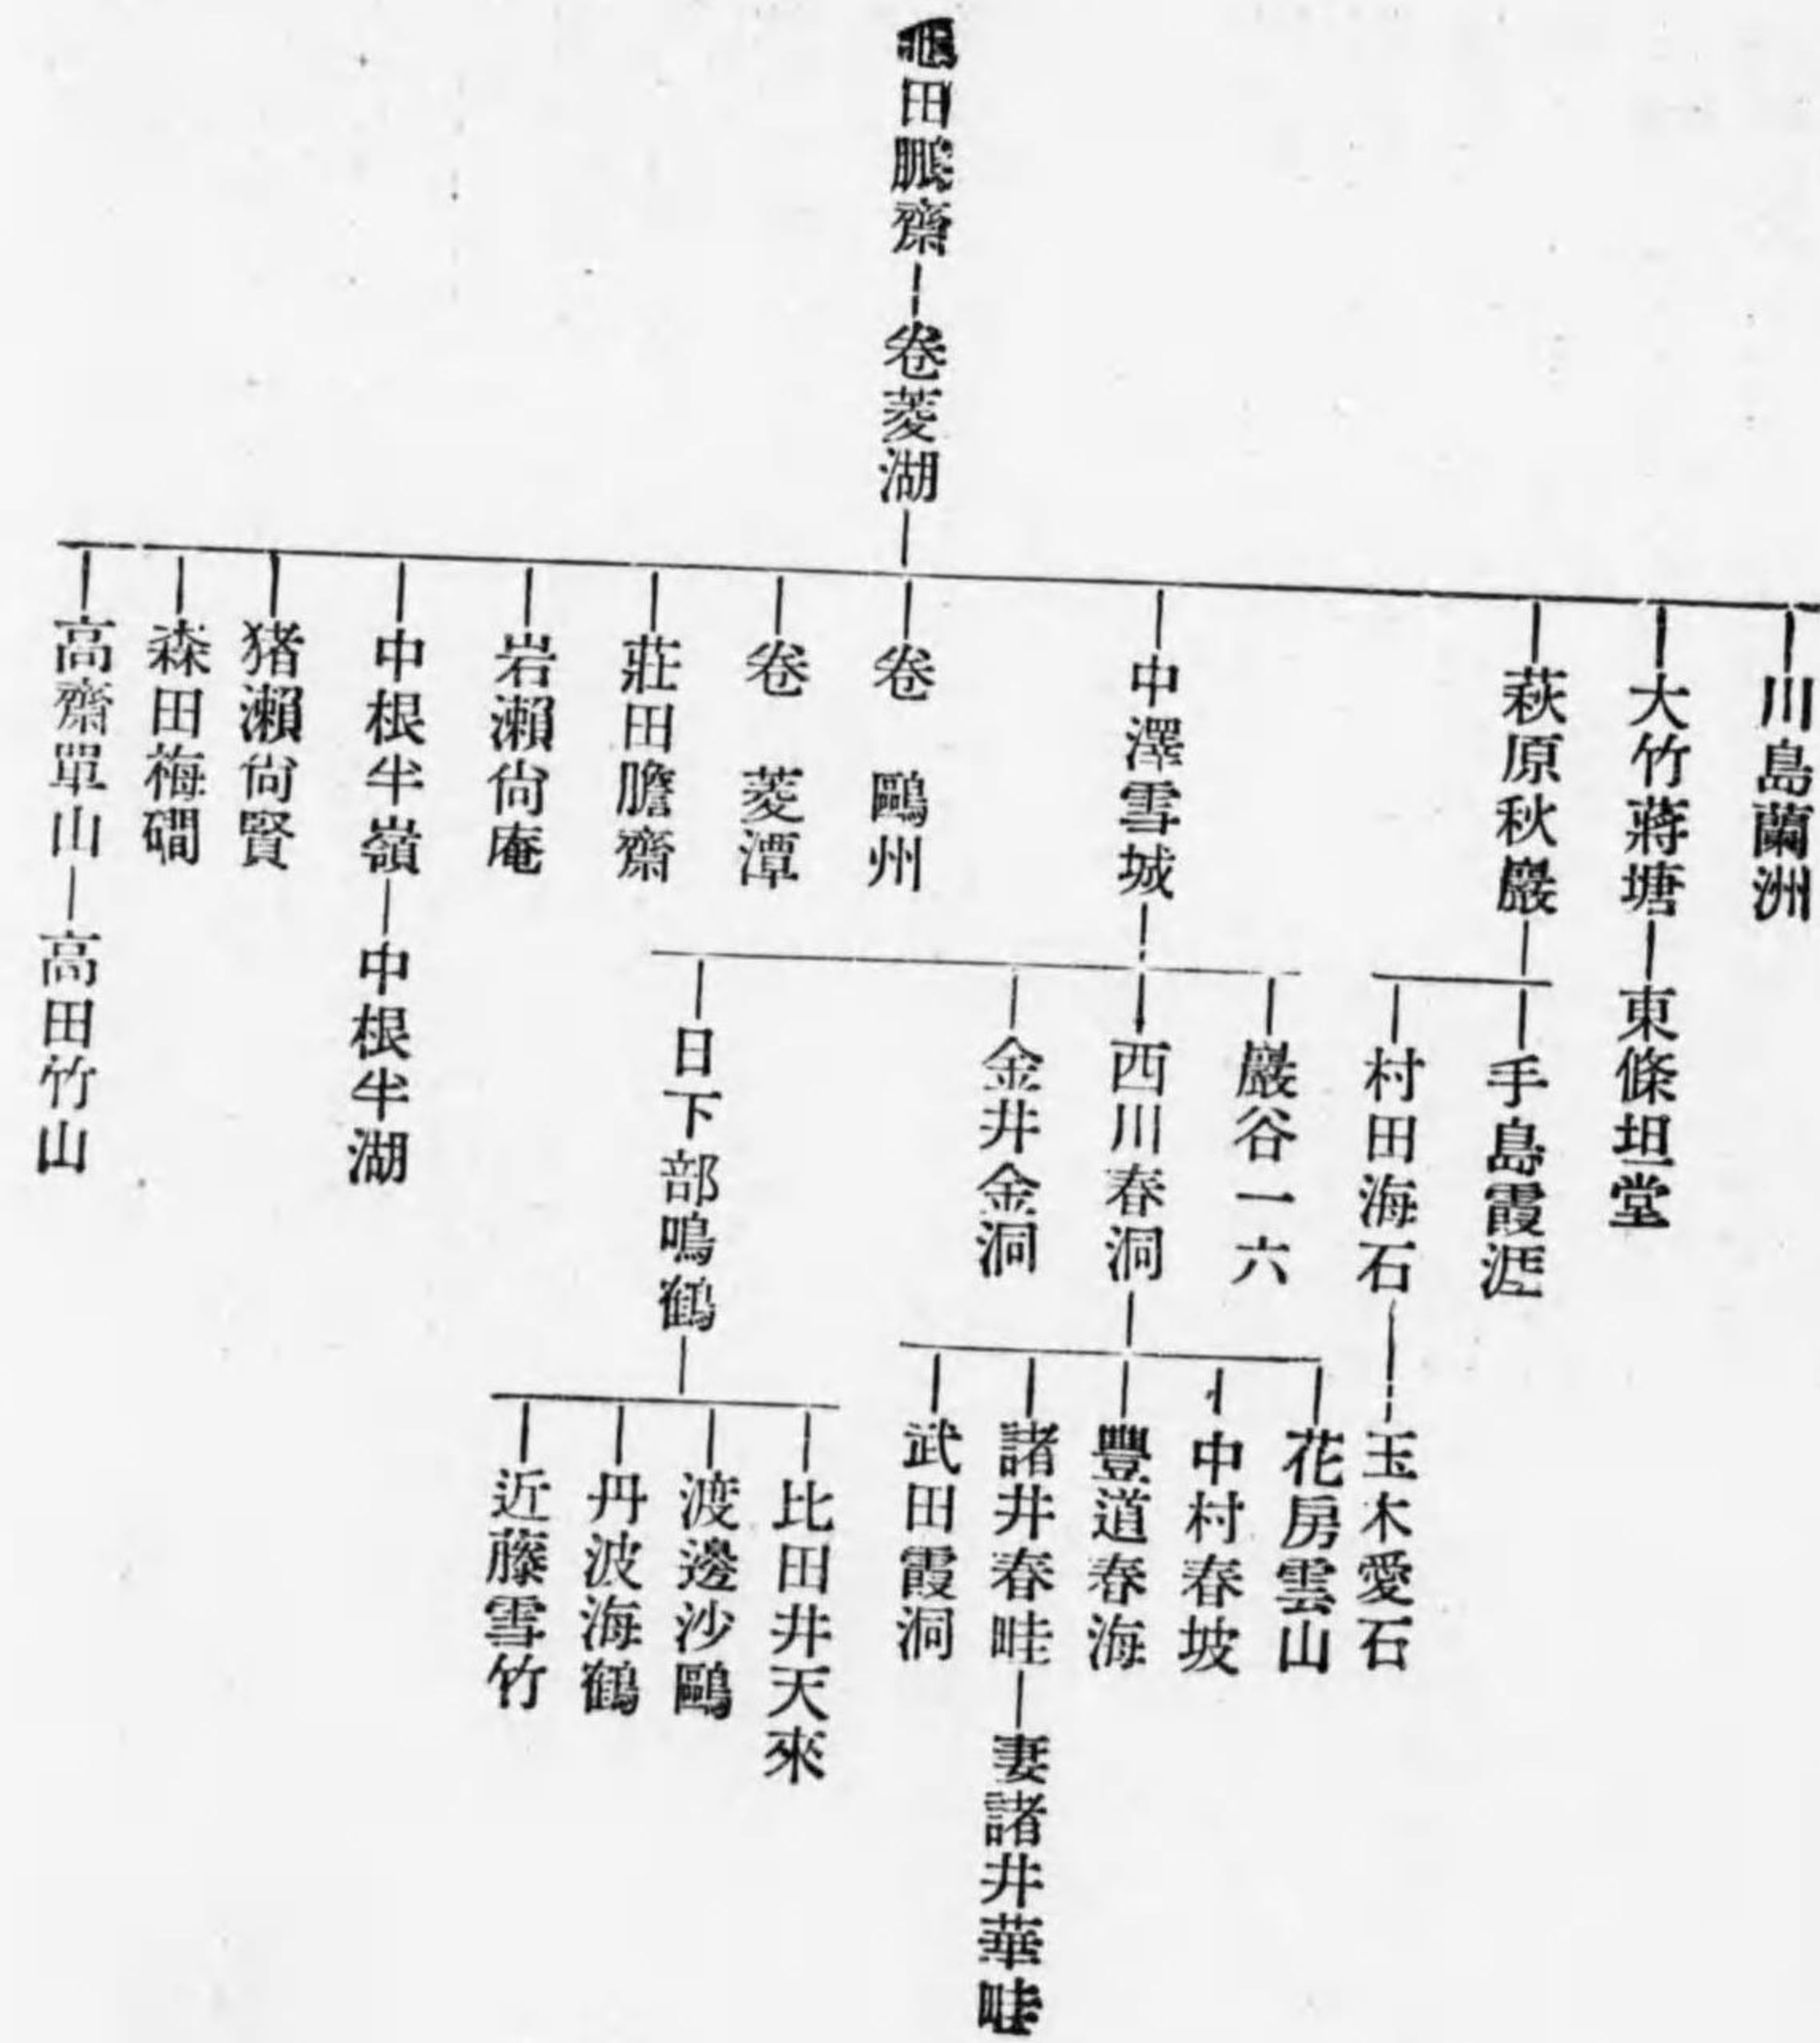 龜田鵬齋
卷菱湖
川島蘭洲
大竹蔣塘
東條坦堂
萩原秋巖
手島霞涯
村田海石
玉木愛石
中澤雪城
巖谷一六
西川春洞
花房雲山
中村春坡
豐道春海
諸井春畦
妻諸井華畦
武田霞洞
金井金洞
日下部鳴鶴
比田井天來
渡邊沙鷗
丹波海鶴
近藤雪竹
卷 鷗州
卷 菱潭
莊田膽齋
岩瀨尙庵
中根半嶺
中根半湖
猪瀨尙賢
森田梅磵
高齋單山
高田竹山